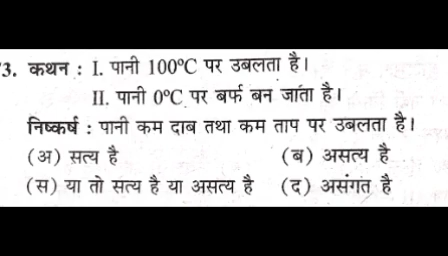 3. कथन : I. पानी 100°C पर उबलता है।
II. पानी 0°C पर बर्फ बन जाता है।
निष्कर्ष : पानी कम दाब तथा कम ताप पर उबलता है।
(अ) सत्य है (ब) असत्य है
(स) या तो सत्य है या असत्य है (द) असंगत है